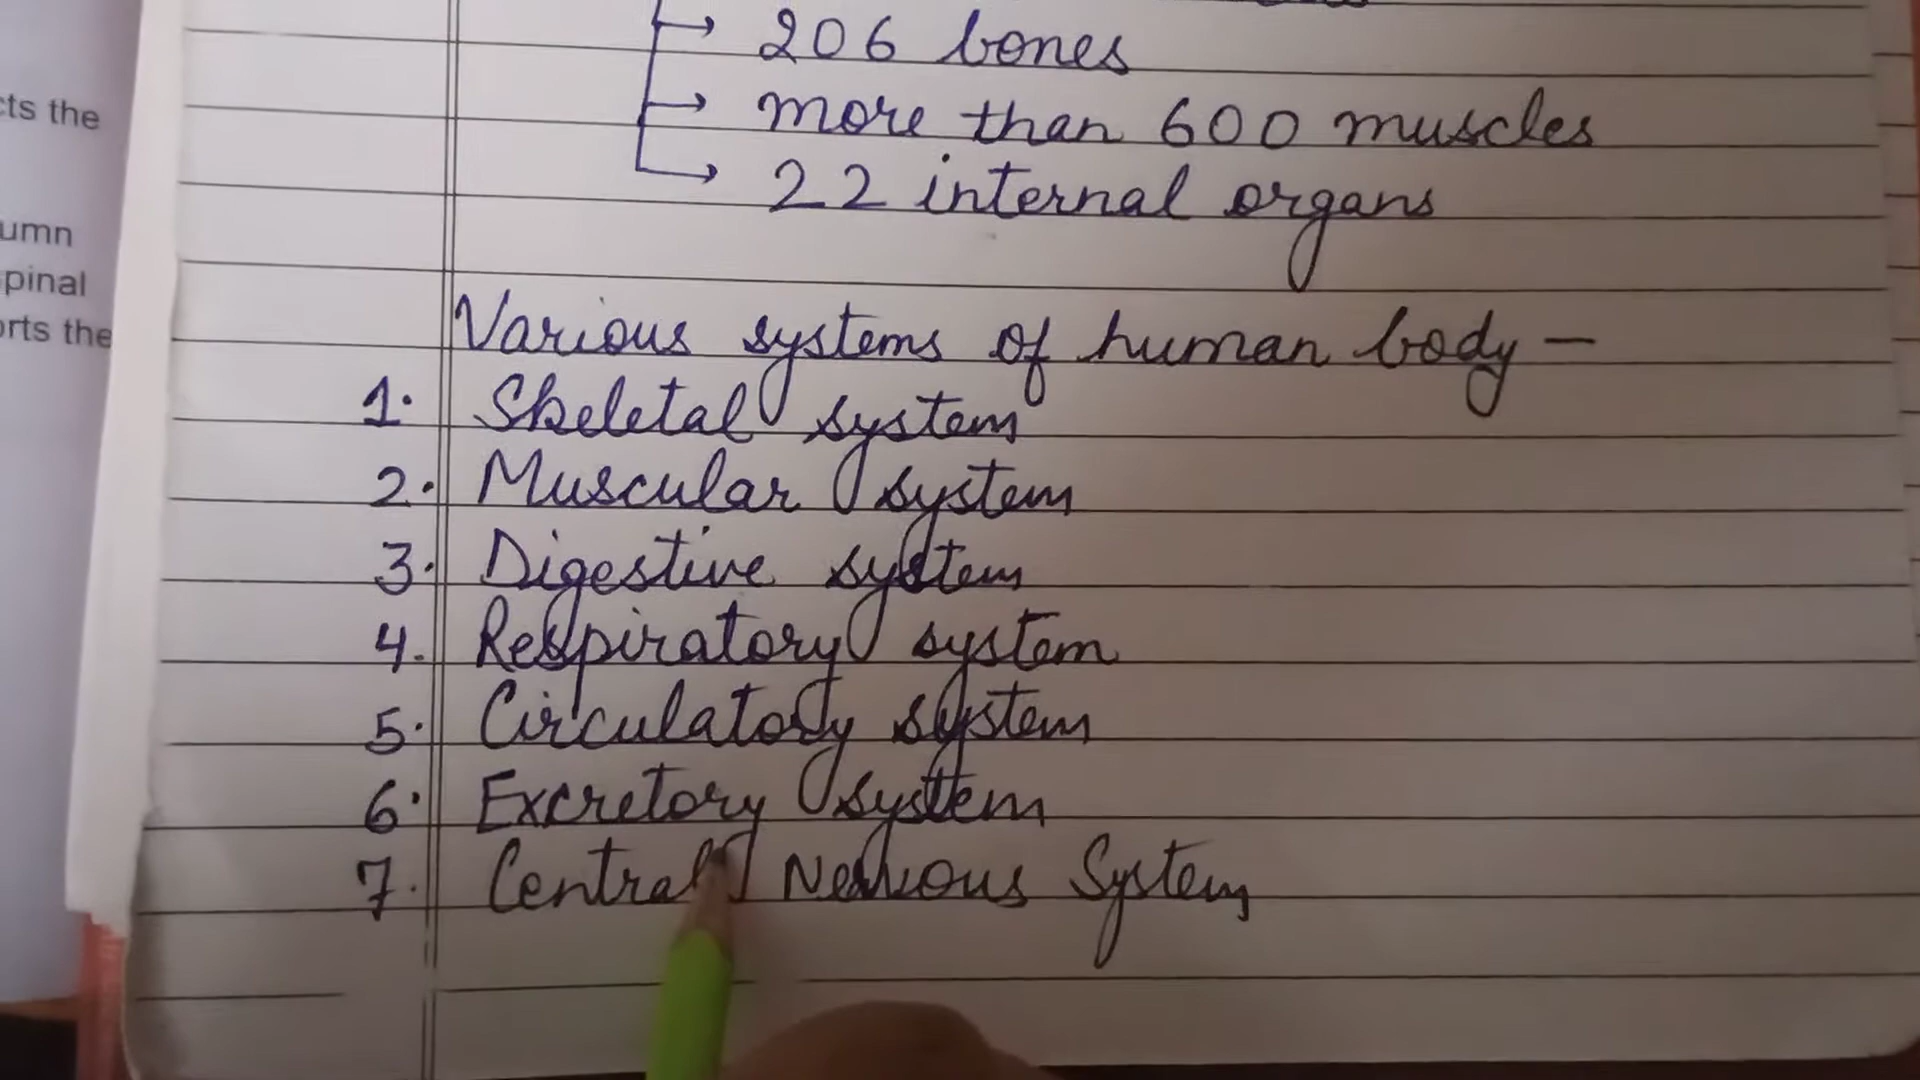 206 bones
more than 600 muscles
22 internal organs
Various systems of human body -
1. Skeletal system
2. Muscular system
3. Digestive system
4. Respiratory system
5. Circulatory system
6. Excretory system
7. Central Nervous System
cts the
umn
pinal
orts the